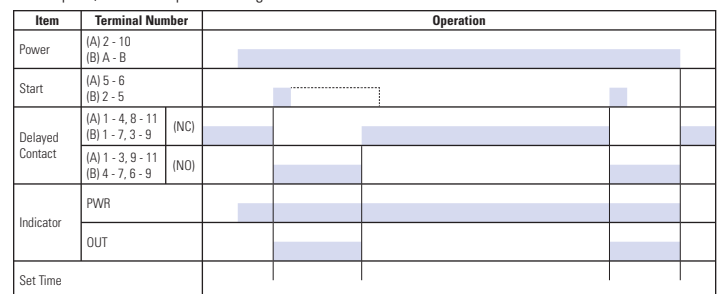 Item Terminal Number Operation
Power (A) 2 - 10
(B) A - B
Start (A) 5 - 6
(B) 2 - 5
Delayed Contact (A) 1 - 4, 8 - 11
(B) 1 - 7, 3 - 9 (NC)
(A) 1 - 3, 9 - 11
(B) 4 - 7, 6 - 9 (NO)
Indicator PWR
OUT
Set Time